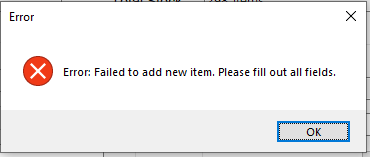 Error
Error: Failed to add new item. Please fill out all fields.
OK